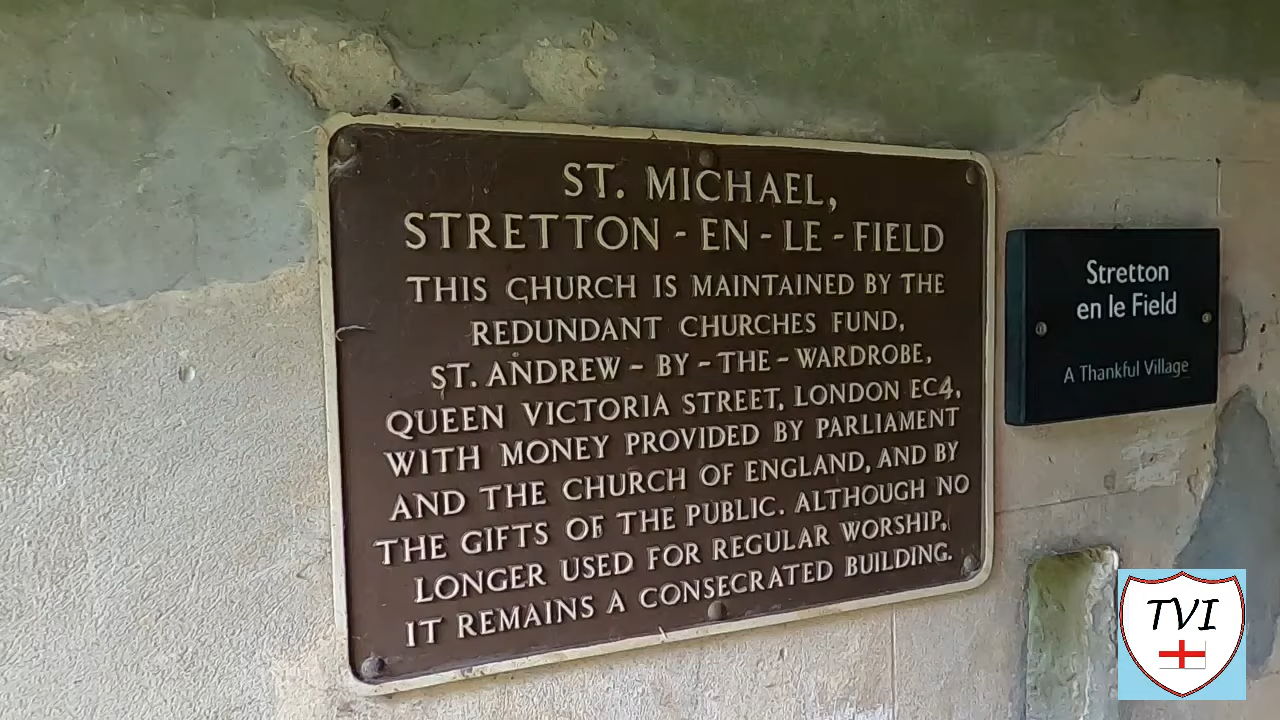 ST. MICHAEL,
STRETTON-EN-LE-FIELD
THIS CHURCH IS MAINTAINED BY THE
REDUNDANT CHURCHES FUND,
ST. ANDREW-BY-THE-WARDROBE,
QUEEN VICTORIA STREET, LONDON EC4,
WITH MONEY PROVIDED BY PARLIAMENT
AND THE CHURCH OF ENGLAND, AND BY
THE GIFTS OF THE PUBLIC. ALTHOUGH NO
LONGER USED FOR REGULAR WORSHIP,
IT REMAINS A CONSECRATED BUILDING.
Stretton
en le Field
A Thankful Village
TVI